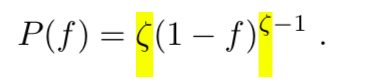 P(f) = ζ(1 − f)^{ζ−1} .